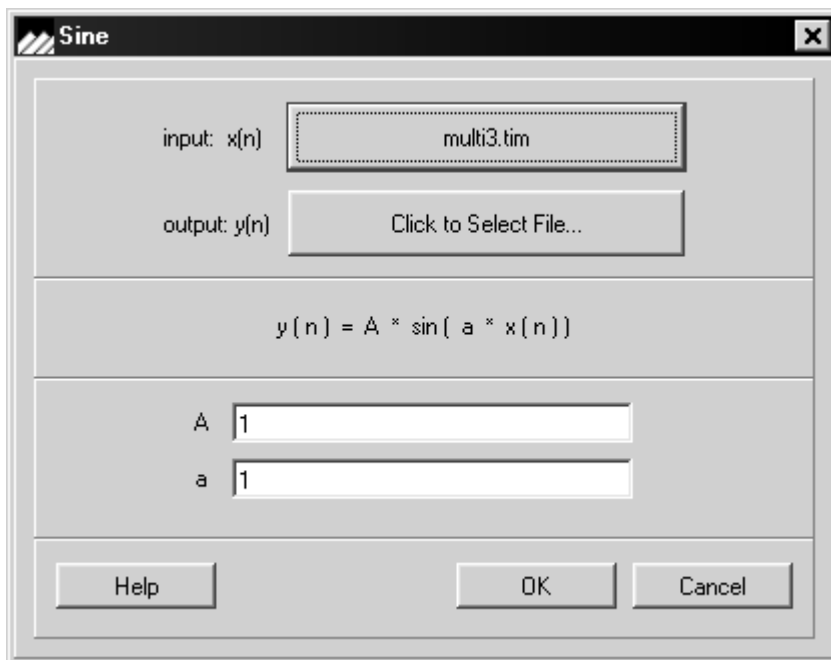 Sine
input: x(n) multi3.tim
output: y(n) Click to Select File...
y(n) = A * sin( a * x(n))
A 1
a 1
Help OK Cancel